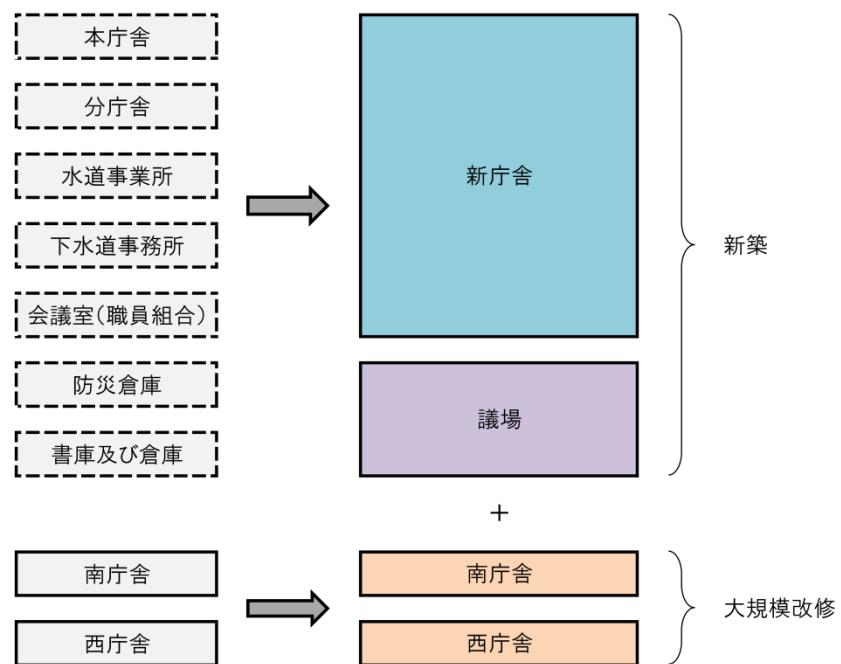 本庁舎
分庁舎
水道事業所
下水道事務所
会議室(職員組合)
防災倉庫
書庫及び倉庫
新庁舎
議場
新築
+
南庁舎
西庁舎
南庁舎
西庁舎
大規模改修